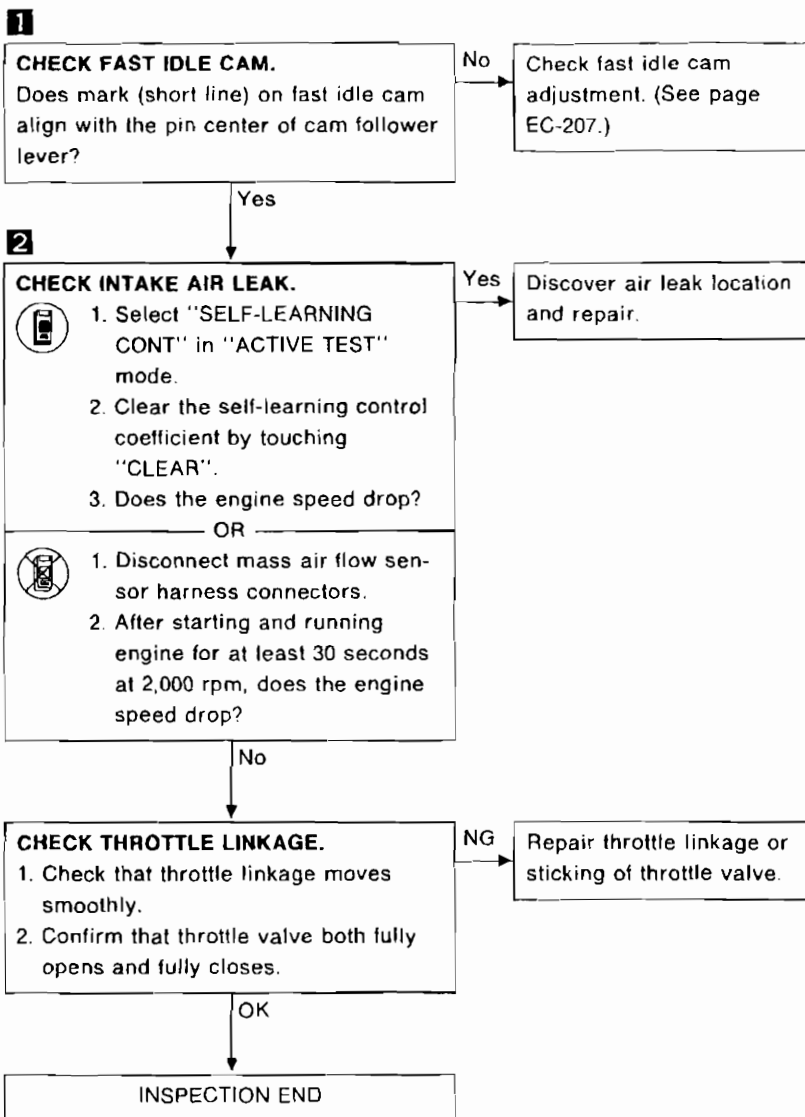 1
CHECK FAST IDLE CAM.
Does mark (short line) on fast idle cam
align with the pin center of cam follower
lever?
No
Check fast idle cam
adjustment. (See page
EC-207.)
Yes
2
CHECK INTAKE AIR LEAK.
1. Select "SELF-LEARNING
CONT" in "ACTIVE TEST"
mode.
2. Clear the self-learning control
coefficient by touching
"CLEAR".
3. Does the engine speed drop?
OR
1. Disconnect mass air flow sen-
sor harness connectors.
2. After starting and running
engine for at least 30 seconds
at 2,000 rpm, does the engine
speed drop?
Yes
Discover air leak location
and repair.
No
CHECK THROTTLE LINKAGE.
1. Check that throttle linkage moves
smoothly.
2. Confirm that throttle valve both fully
opens and fully closes.
NG
Repair throttle linkage or
sticking of throttle valve.
OK
INSPECTION END